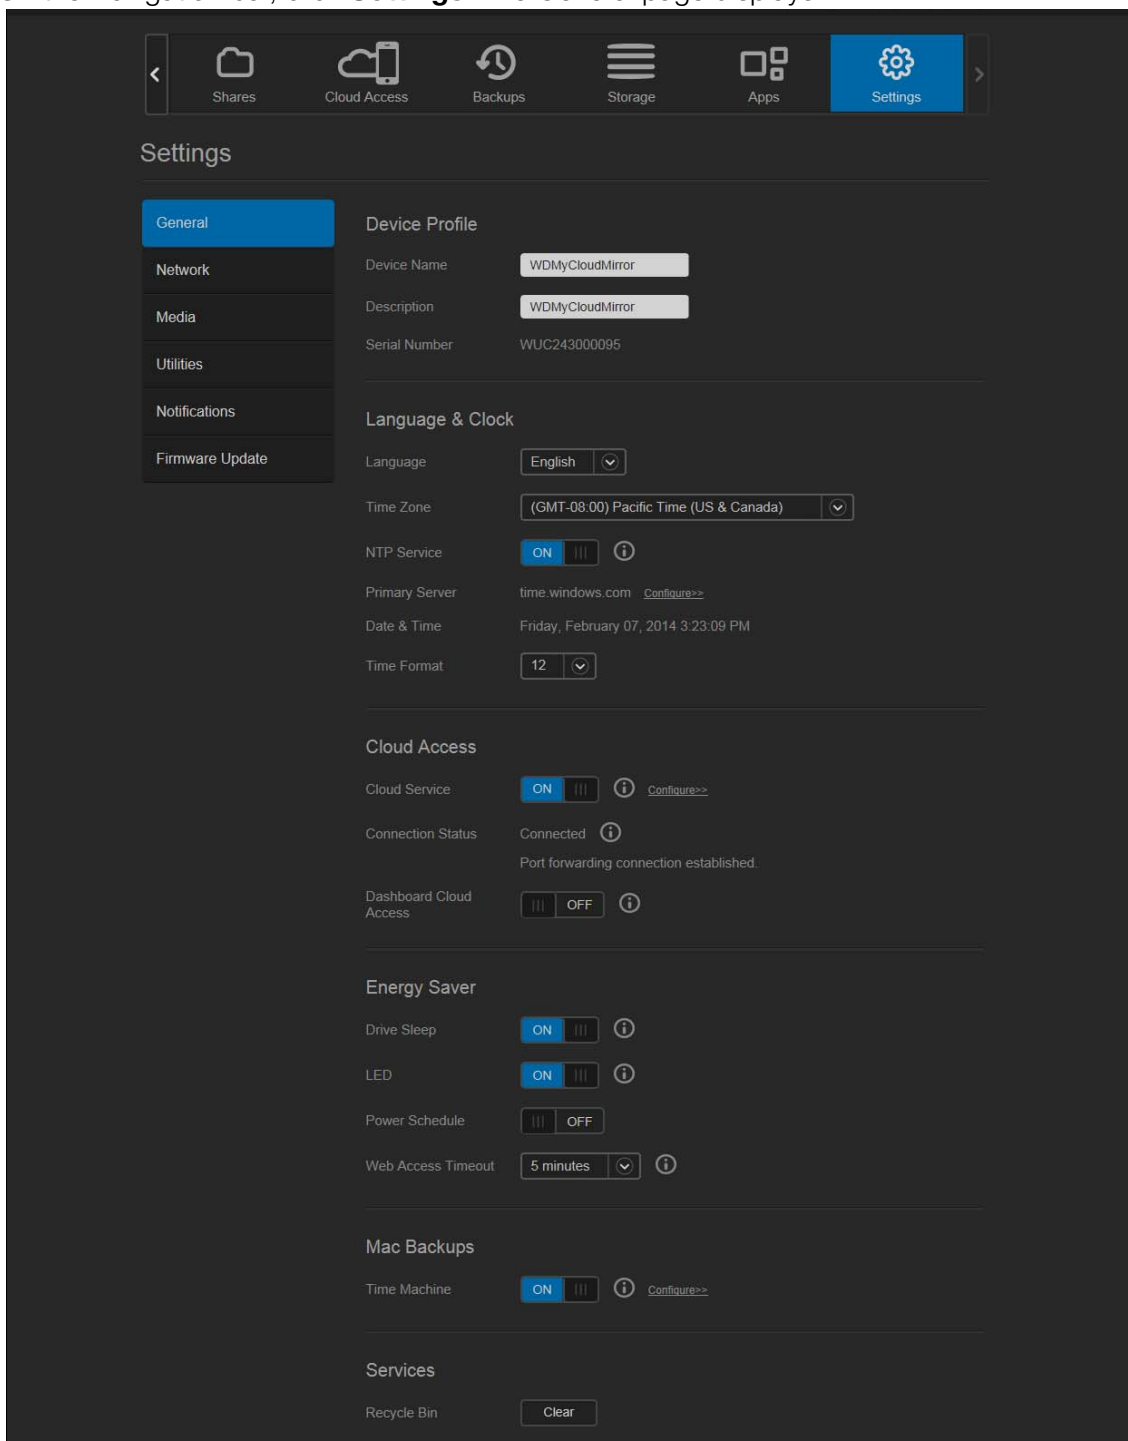 Shares Cloud Access Backups Storage Apps Settings
Settings
General
Network
Media
Utilities
Notifications
Firmware Update
Device Profile
Device Name WDMyCloudMirror
Description WDMyCloudMirror
Serial Number WUC243000095
Language & Clock
Language English
Time Zone (GMT-08:00) Pacific Time (US & Canada)
NTP Service ON
Primary Server time.windows.com Configure>>
Date & Time Friday, February 07, 2014 3:23:09 PM
Time Format 12
Cloud Access
Cloud Service ON Configure>>
Connection Status Connected
Port forwarding connection established.
Dashboard Cloud
Access OFF
Energy Saver
Drive Sleep ON
LED ON
Power Schedule OFF
Web Access Timeout 5 minutes
Mac Backups
Time Machine ON Configure>>
Services
Recycle Bin Clear